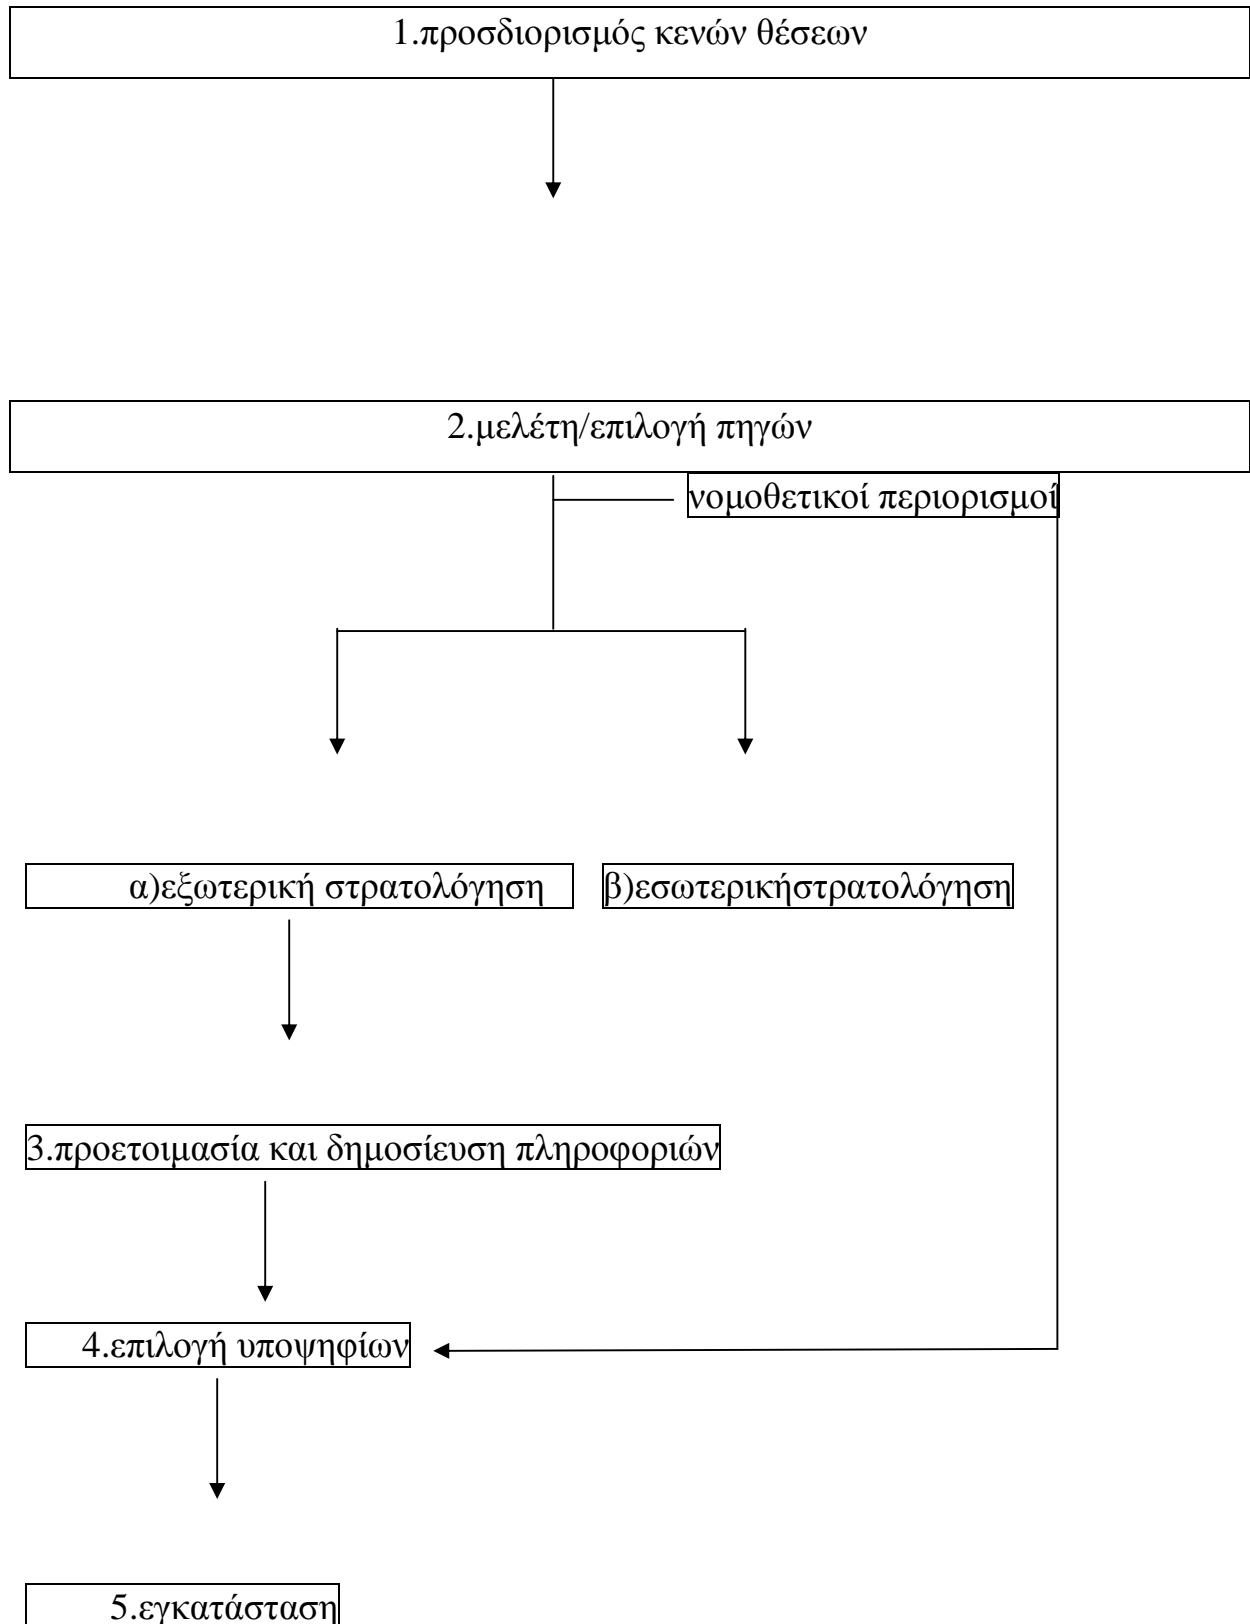 1.προσδιορισμός κενών θέσεων
2.μελέτη/επιλογή πηγών
νομοθετικοί περιορισμοί
α)εξωτερική στρατολόγηση
β)εσωτερικήστρατολόγηση
3.προετοιμασία και δημοσίευση πληροφοριών
4.επιλογή υποψηφίων
5.εγκατάσταση